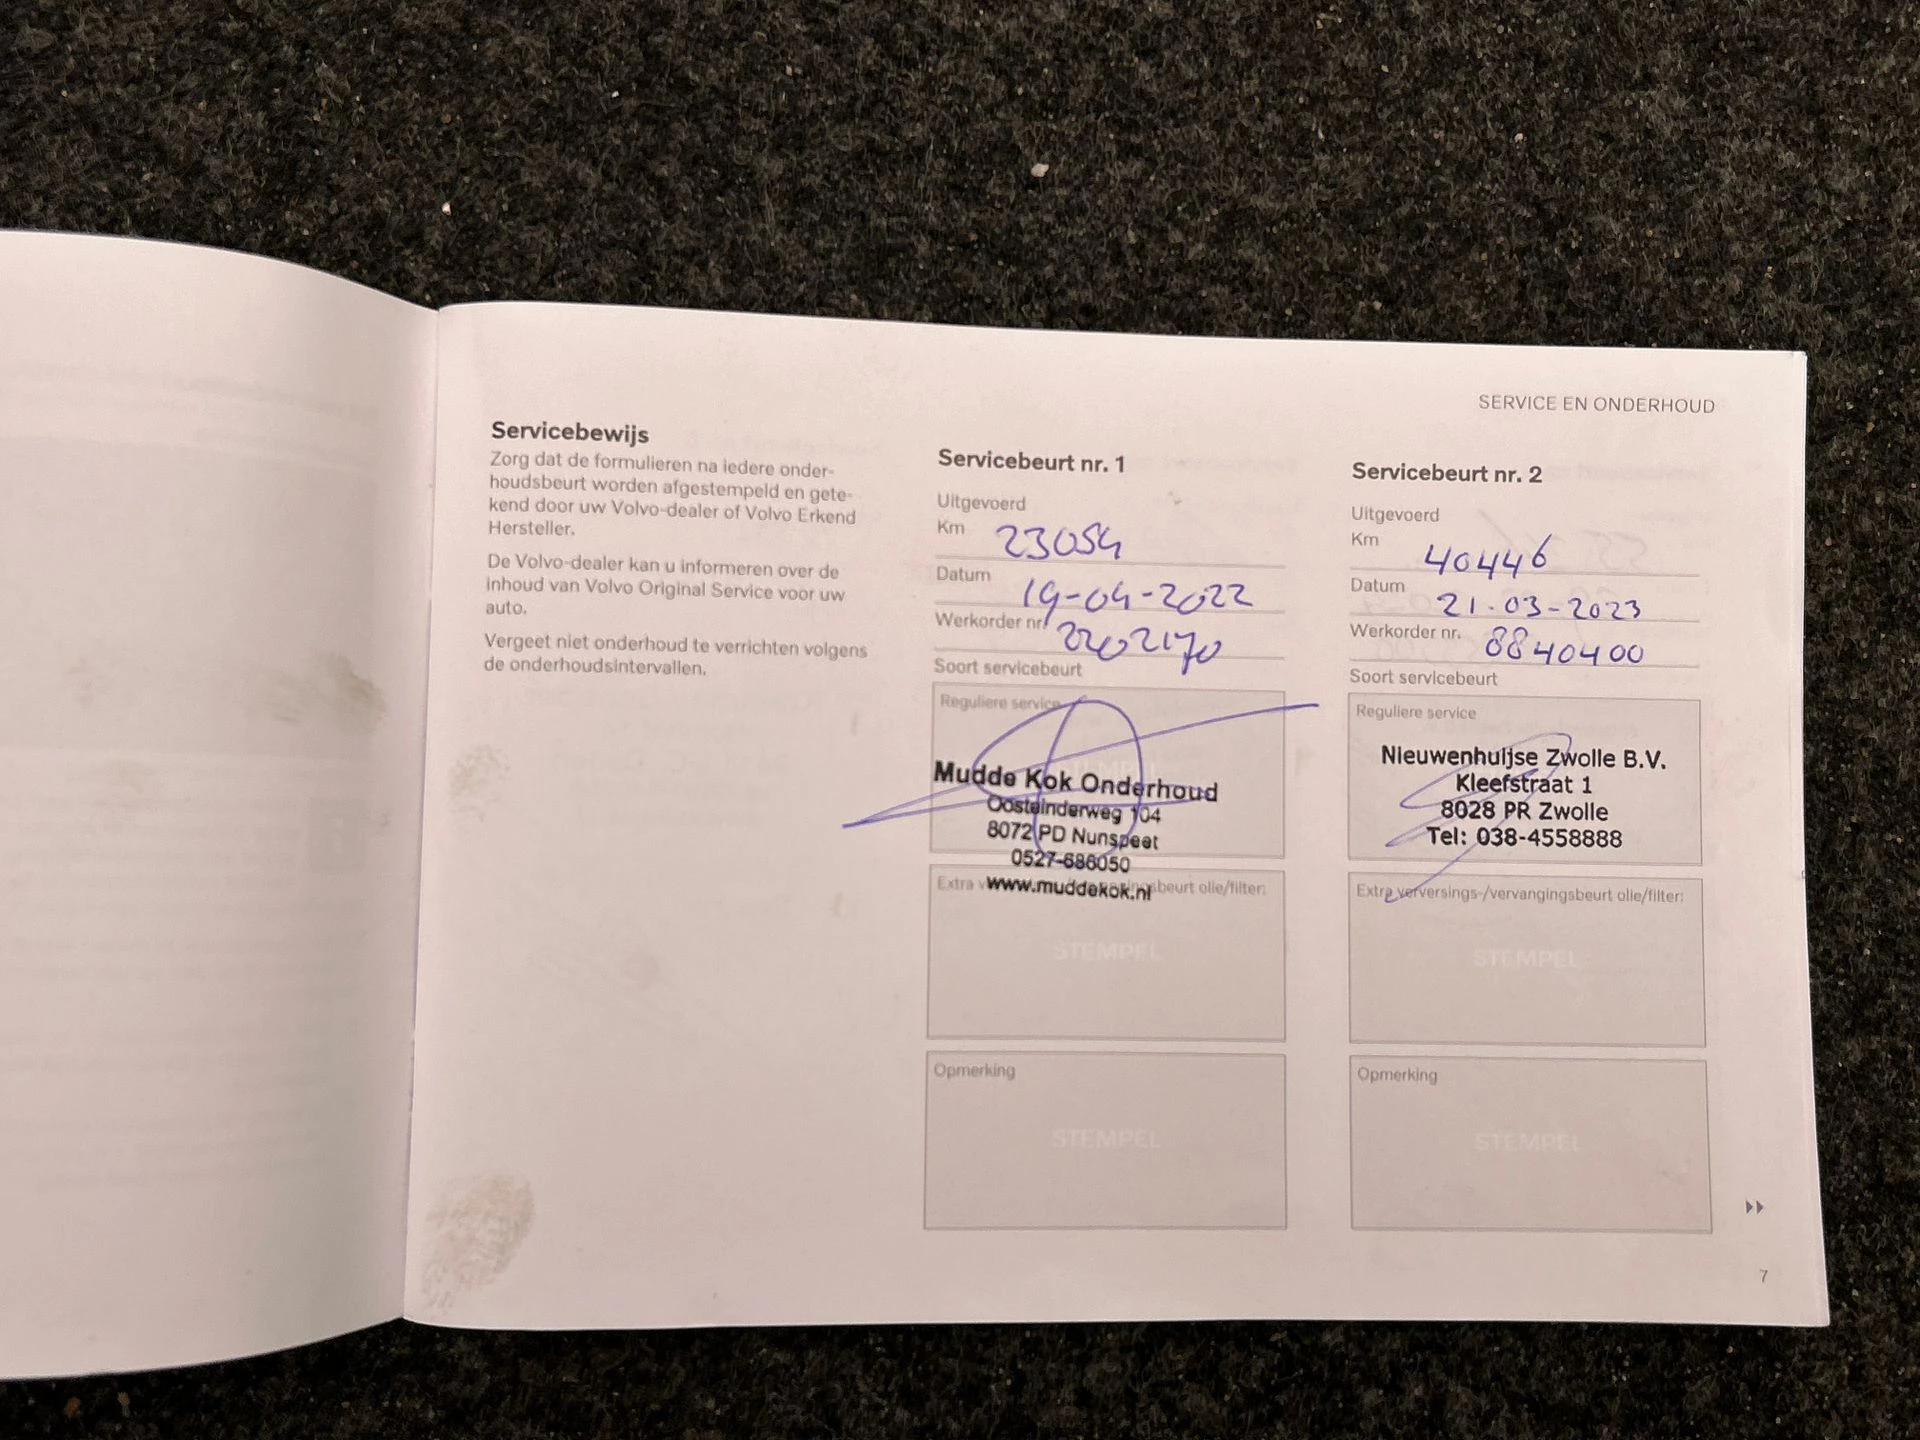 SERVICE EN ONDERHOUD
Servicebewijs
Zorg dat de formulieren na iedere onder-
houdsbeurt worden afgestempeld en gete-
kend door uw Volvo-dealer of Volvo Erkend
Hersteller.
De Volvo-dealer kan u informeren over de
inhoud van Volvo Original Service voor uw
auto.
Vergeet niet onderhoud te verrichten volgens
de onderhoudsintervallen.
Servicebeurt nr. 1
Uitgevoerd
Km 23054
Datum 19-04-2022
Werkorder nr. 2202170
Soort servicebeurt
Reguliere service
Mudde Kok Onderhoud
Oosteinderweg 104
8072 PD Nunspeet
0527-686050
www.muddekok.nl
Extra beurt olie/filter:
STEMPEL
Opmerking
STEMPEL
Servicebeurt nr. 2
Uitgevoerd
Km 40446
Datum 21-03-2023
Werkorder nr. 8840400
Soort servicebeurt
Reguliere service
Nieuwenhuijse Zwolle B.V.
Kleefstraat 1
8028 PR Zwolle
Tel: 038-4558888
Extra verversings-/vervangingsbeurt olie/filter:
STEMPEL
Opmerking
STEMPEL
7